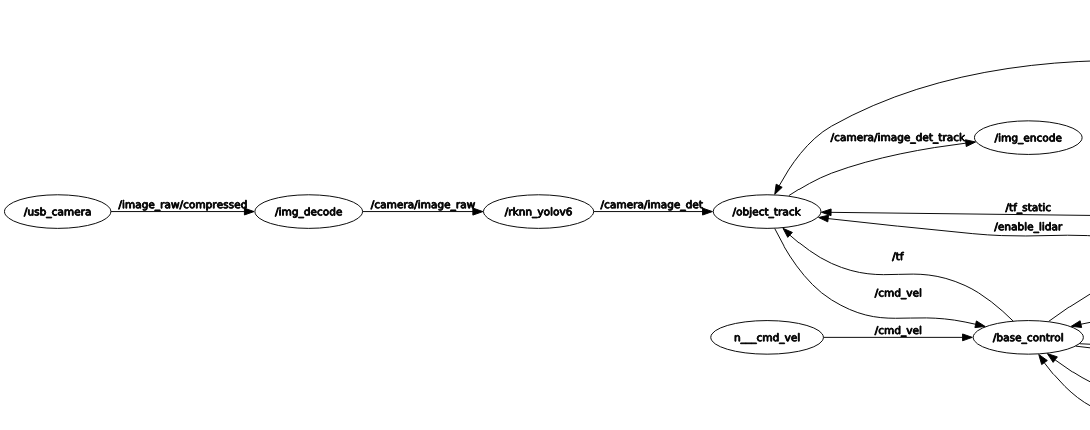 /camera/image_det_track
/img_encode
/usb_camera
/image_raw/compressed
/img_decode
/camera/image_raw
/rknn_yolov6
/camera/image_det
/object_track
/tf_static
/enable_lidar
/tf
/cmd_vel
n___cmd_vel
/cmd_vel
/base_control